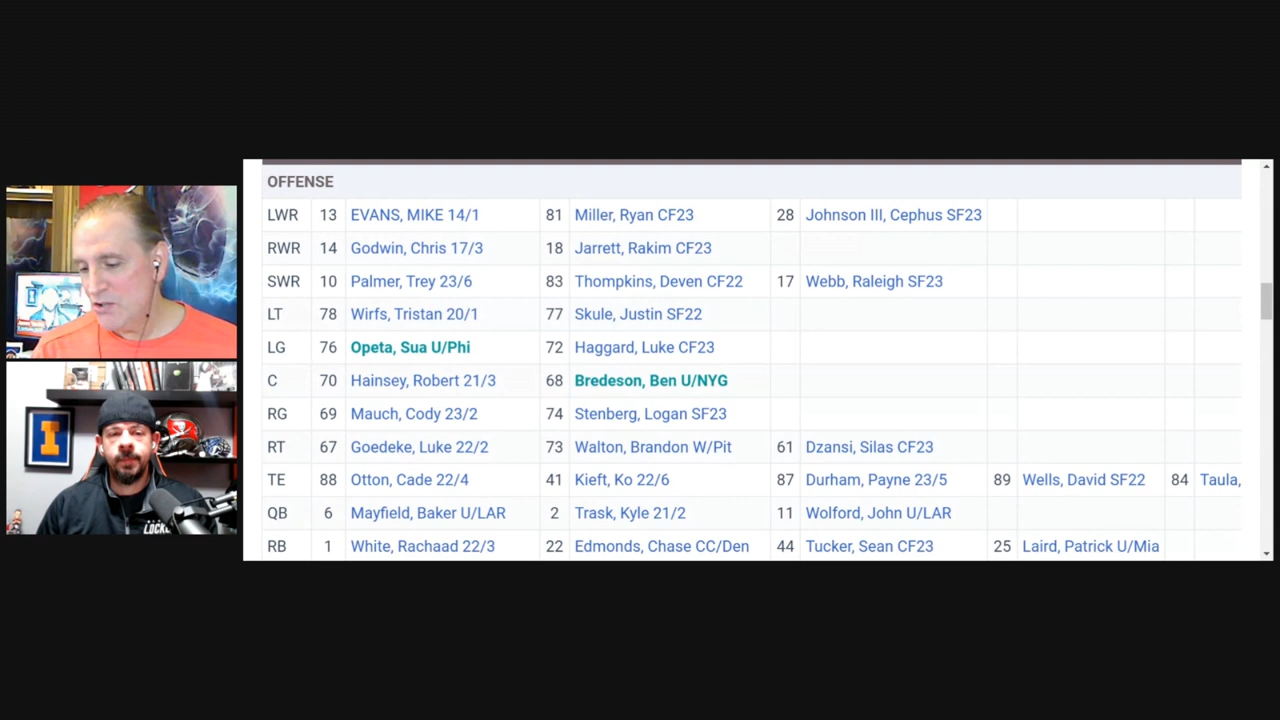 OFFENSE
LWR 13 EVANS, MIKE 14/1 81 Miller, Ryan CF23 28 Johnson III, Cephus SF23
RWR 14 Godwin, Chris 17/3 18 Jarrett, Rakim CF23
SWR 10 Palmer, Trey 23/6 83 Thompkins, Deven CF22 17 Webb, Raleigh SF23
LT 78 Wirfs, Tristan 20/1 77 Skule, Justin SF22
LG 76 Opeta, Sua U/Phi 72 Haggard, Luke CF23
C 70 Hainsey, Robert 21/3 68 Bredeson, Ben U/NYG
RG 69 Mauch, Cody 23/2 74 Stenberg, Logan SF23
RT 67 Goedeke, Luke 22/2 73 Walton, Brandon W/Pit 61 Dzansi, Silas CF23
TE 88 Otton, Cade 22/4 41 Kieft, Ko 22/6 87 Durham, Payne 23/5 89 Wells, David SF22 84 Taula,
QB 6 Mayfield, Baker U/LAR 2 Trask, Kyle 21/2 11 Wolford, John U/LAR
RB 1 White, Rachaad 22/3 22 Edmonds, Chase CC/Den 44 Tucker, Sean CF23 25 Laird, Patrick U/Mia